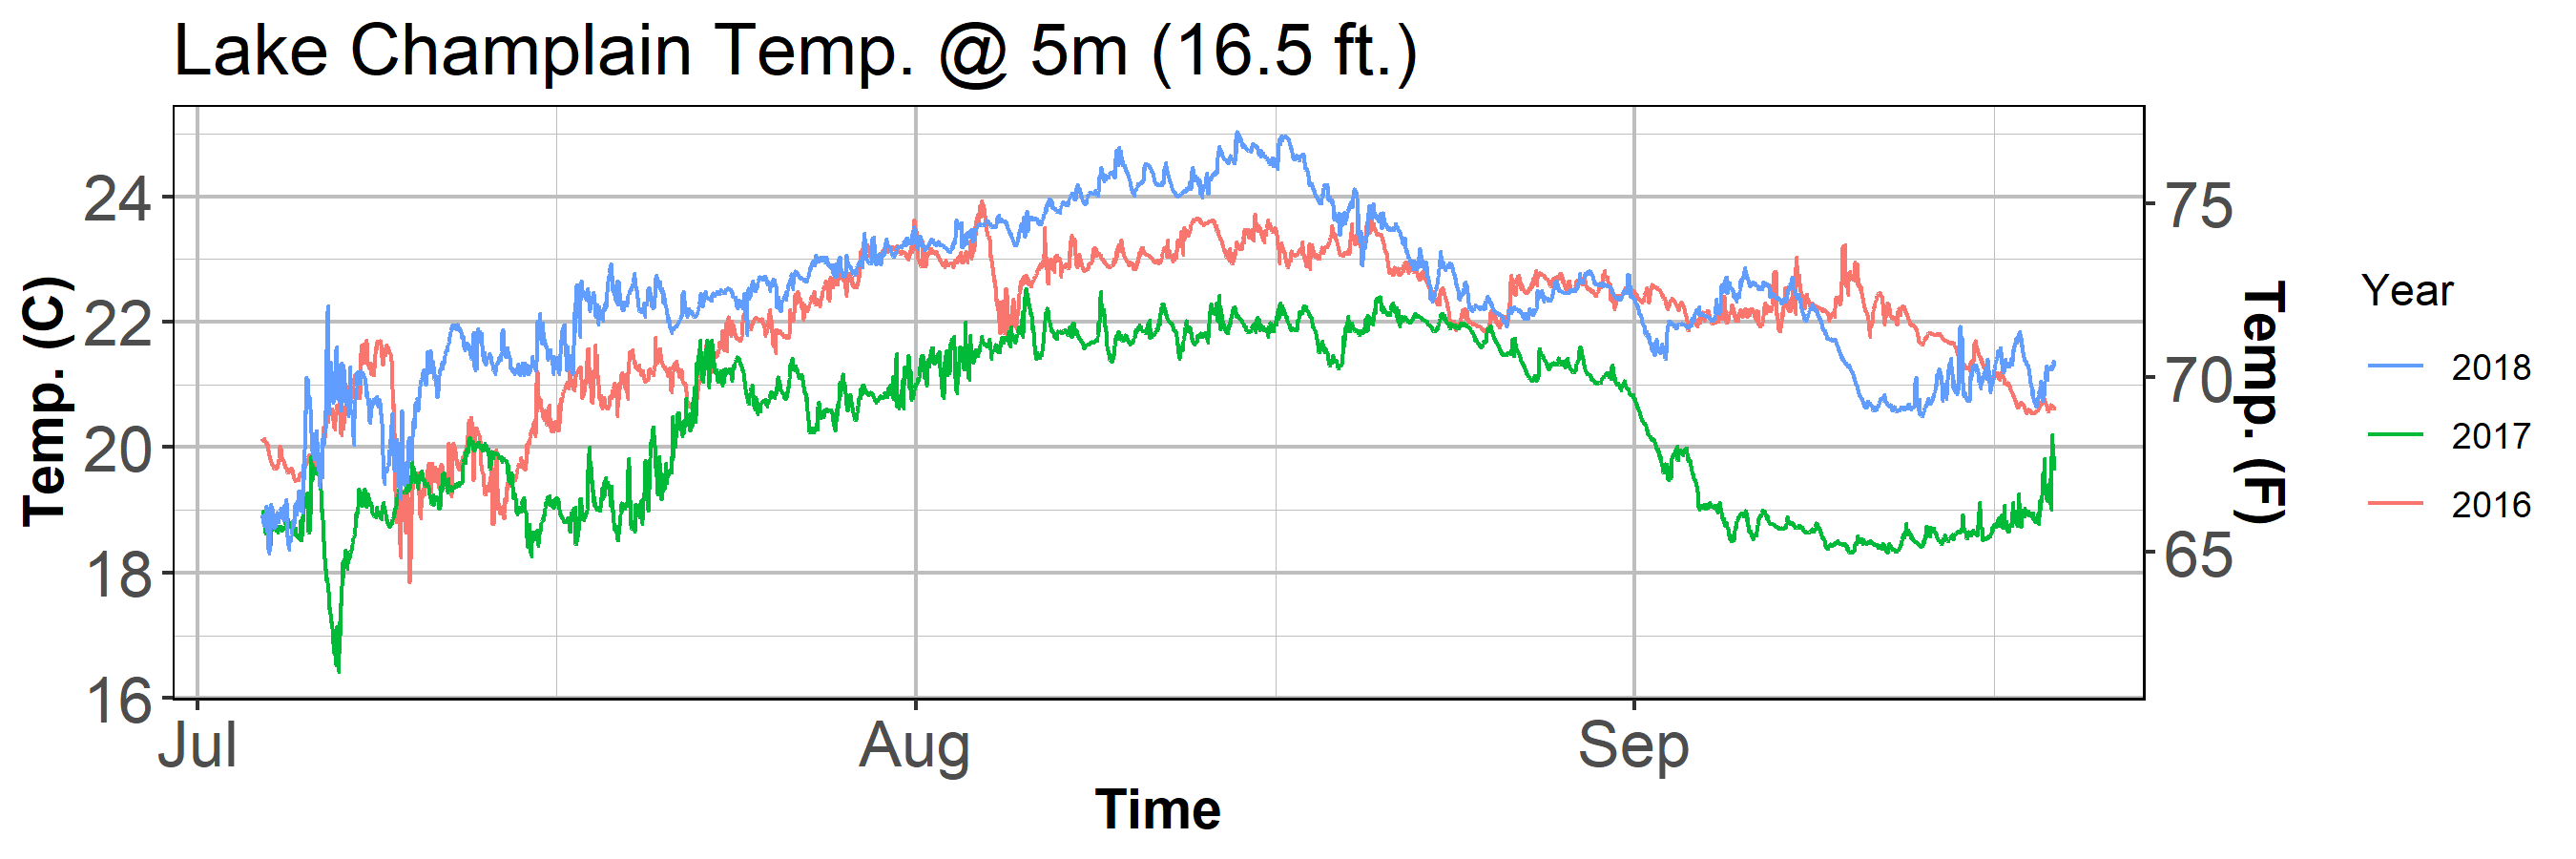 Lake Champlain Temp. @ 5m (16.5 ft.)
Temp. (C)
24
22
20
18
16
Jul
Aug
Sep
Time
75
70
65
Temp. (F)
Year
2018
2017
2016